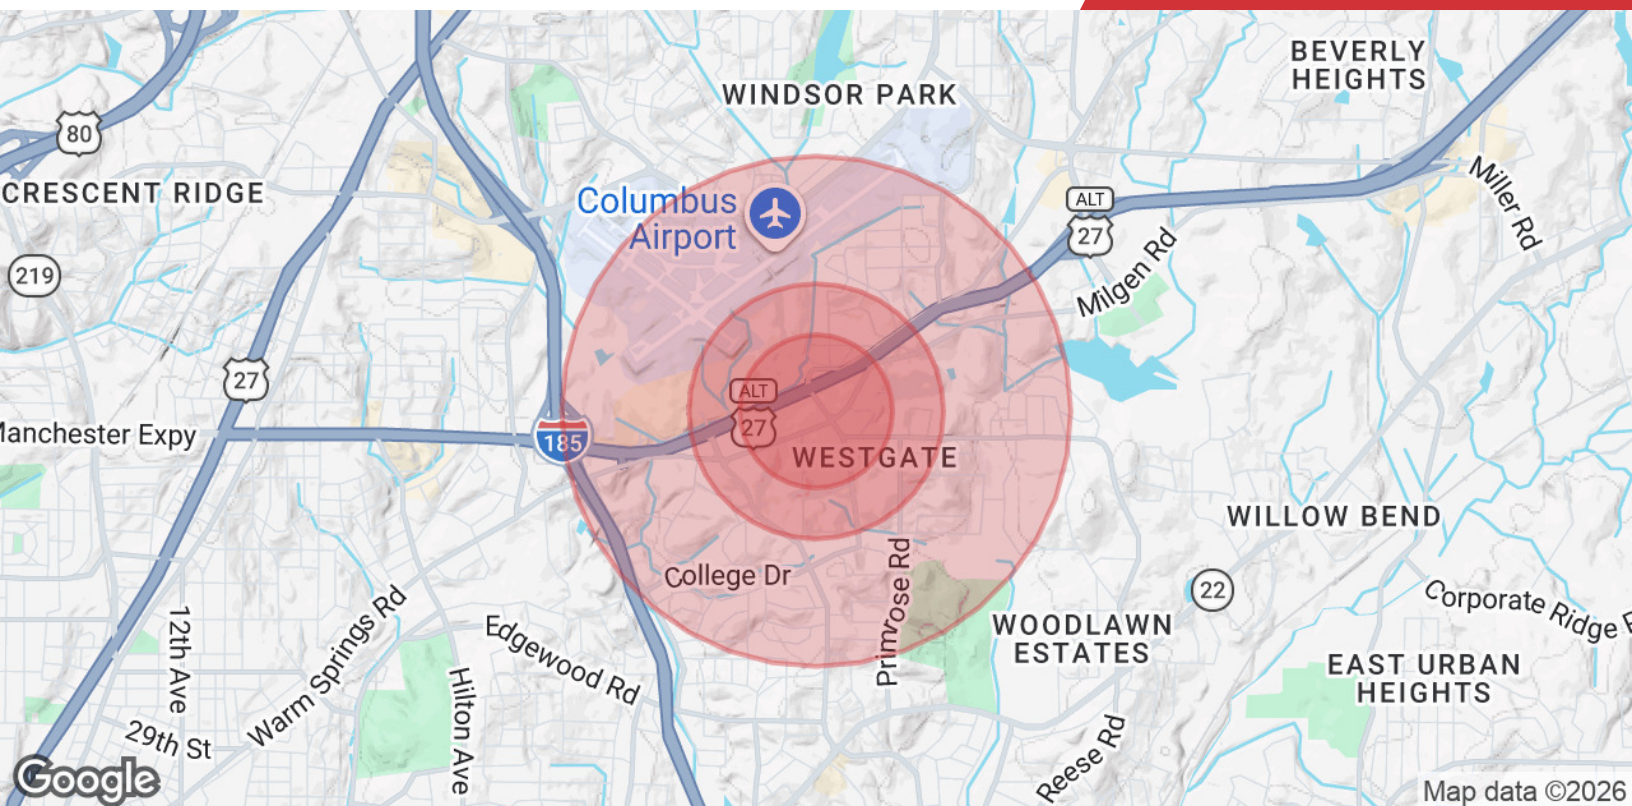 BEVERLY
HEIGHTS
WINDSOR PARK
80
CRESCENT RIDGE
Columbus
Airport
ALT
27
Miller Rd
219
Milgen Rd
27
ALT
27
Manchester Expy
185
WESTGATE
WILLOW BEND
College Dr
Primrose Rd
22
Corporate Ridge
12th Ave
Warm Springs Rd
Edgewood Rd
WOODLAWN
ESTATES
EAST URBAN
HEIGHTS
Hilton Ave
29th St
Reese Rd
Google
Map data ©2026